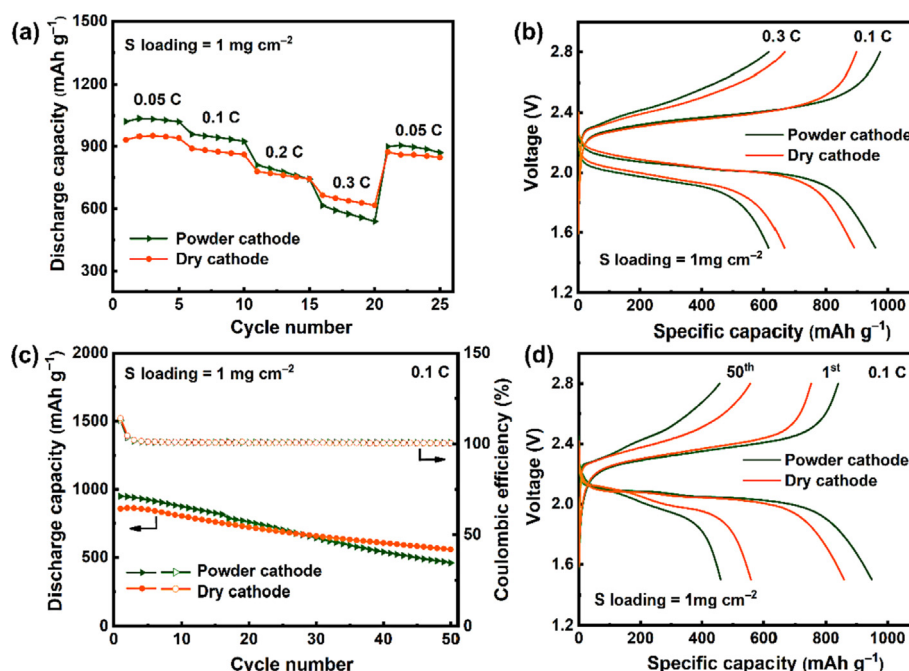 (a)
S loading = 1 mg cm⁻²
0.05 C
0.1 C
0.2 C
0.3 C
0.05 C
Powder cathode
Dry cathode
Discharge capacity (mAh g⁻¹)
1500
1200
900
600
300
0 5 10 15 20 25
Cycle number
(b)
0.3 C
0.1 C
Powder cathode
Dry cathode
S loading = 1mg cm⁻²
Voltage (V)
2.8
2.4
2.0
1.6
1.2
0 200 400 600 800 1000
Specific capacity (mAh g⁻¹)
(c)
S loading = 1 mg cm⁻²
0.1 C
Powder cathode
Dry cathode
Discharge capacity (mAh g⁻¹)
2000
1500
1000
500
0
Coulombic efficiency (%)
150
100
50
0
0 10 20 30 40 50
Cycle number
(d)
50th
1st
0.1 C
Powder cathode
Dry cathode
S loading = 1mg cm⁻²
Voltage (V)
2.8
2.4
2.0
1.6
1.2
0 200 400 600 800 1000
Specific capacity (mAh g⁻¹)